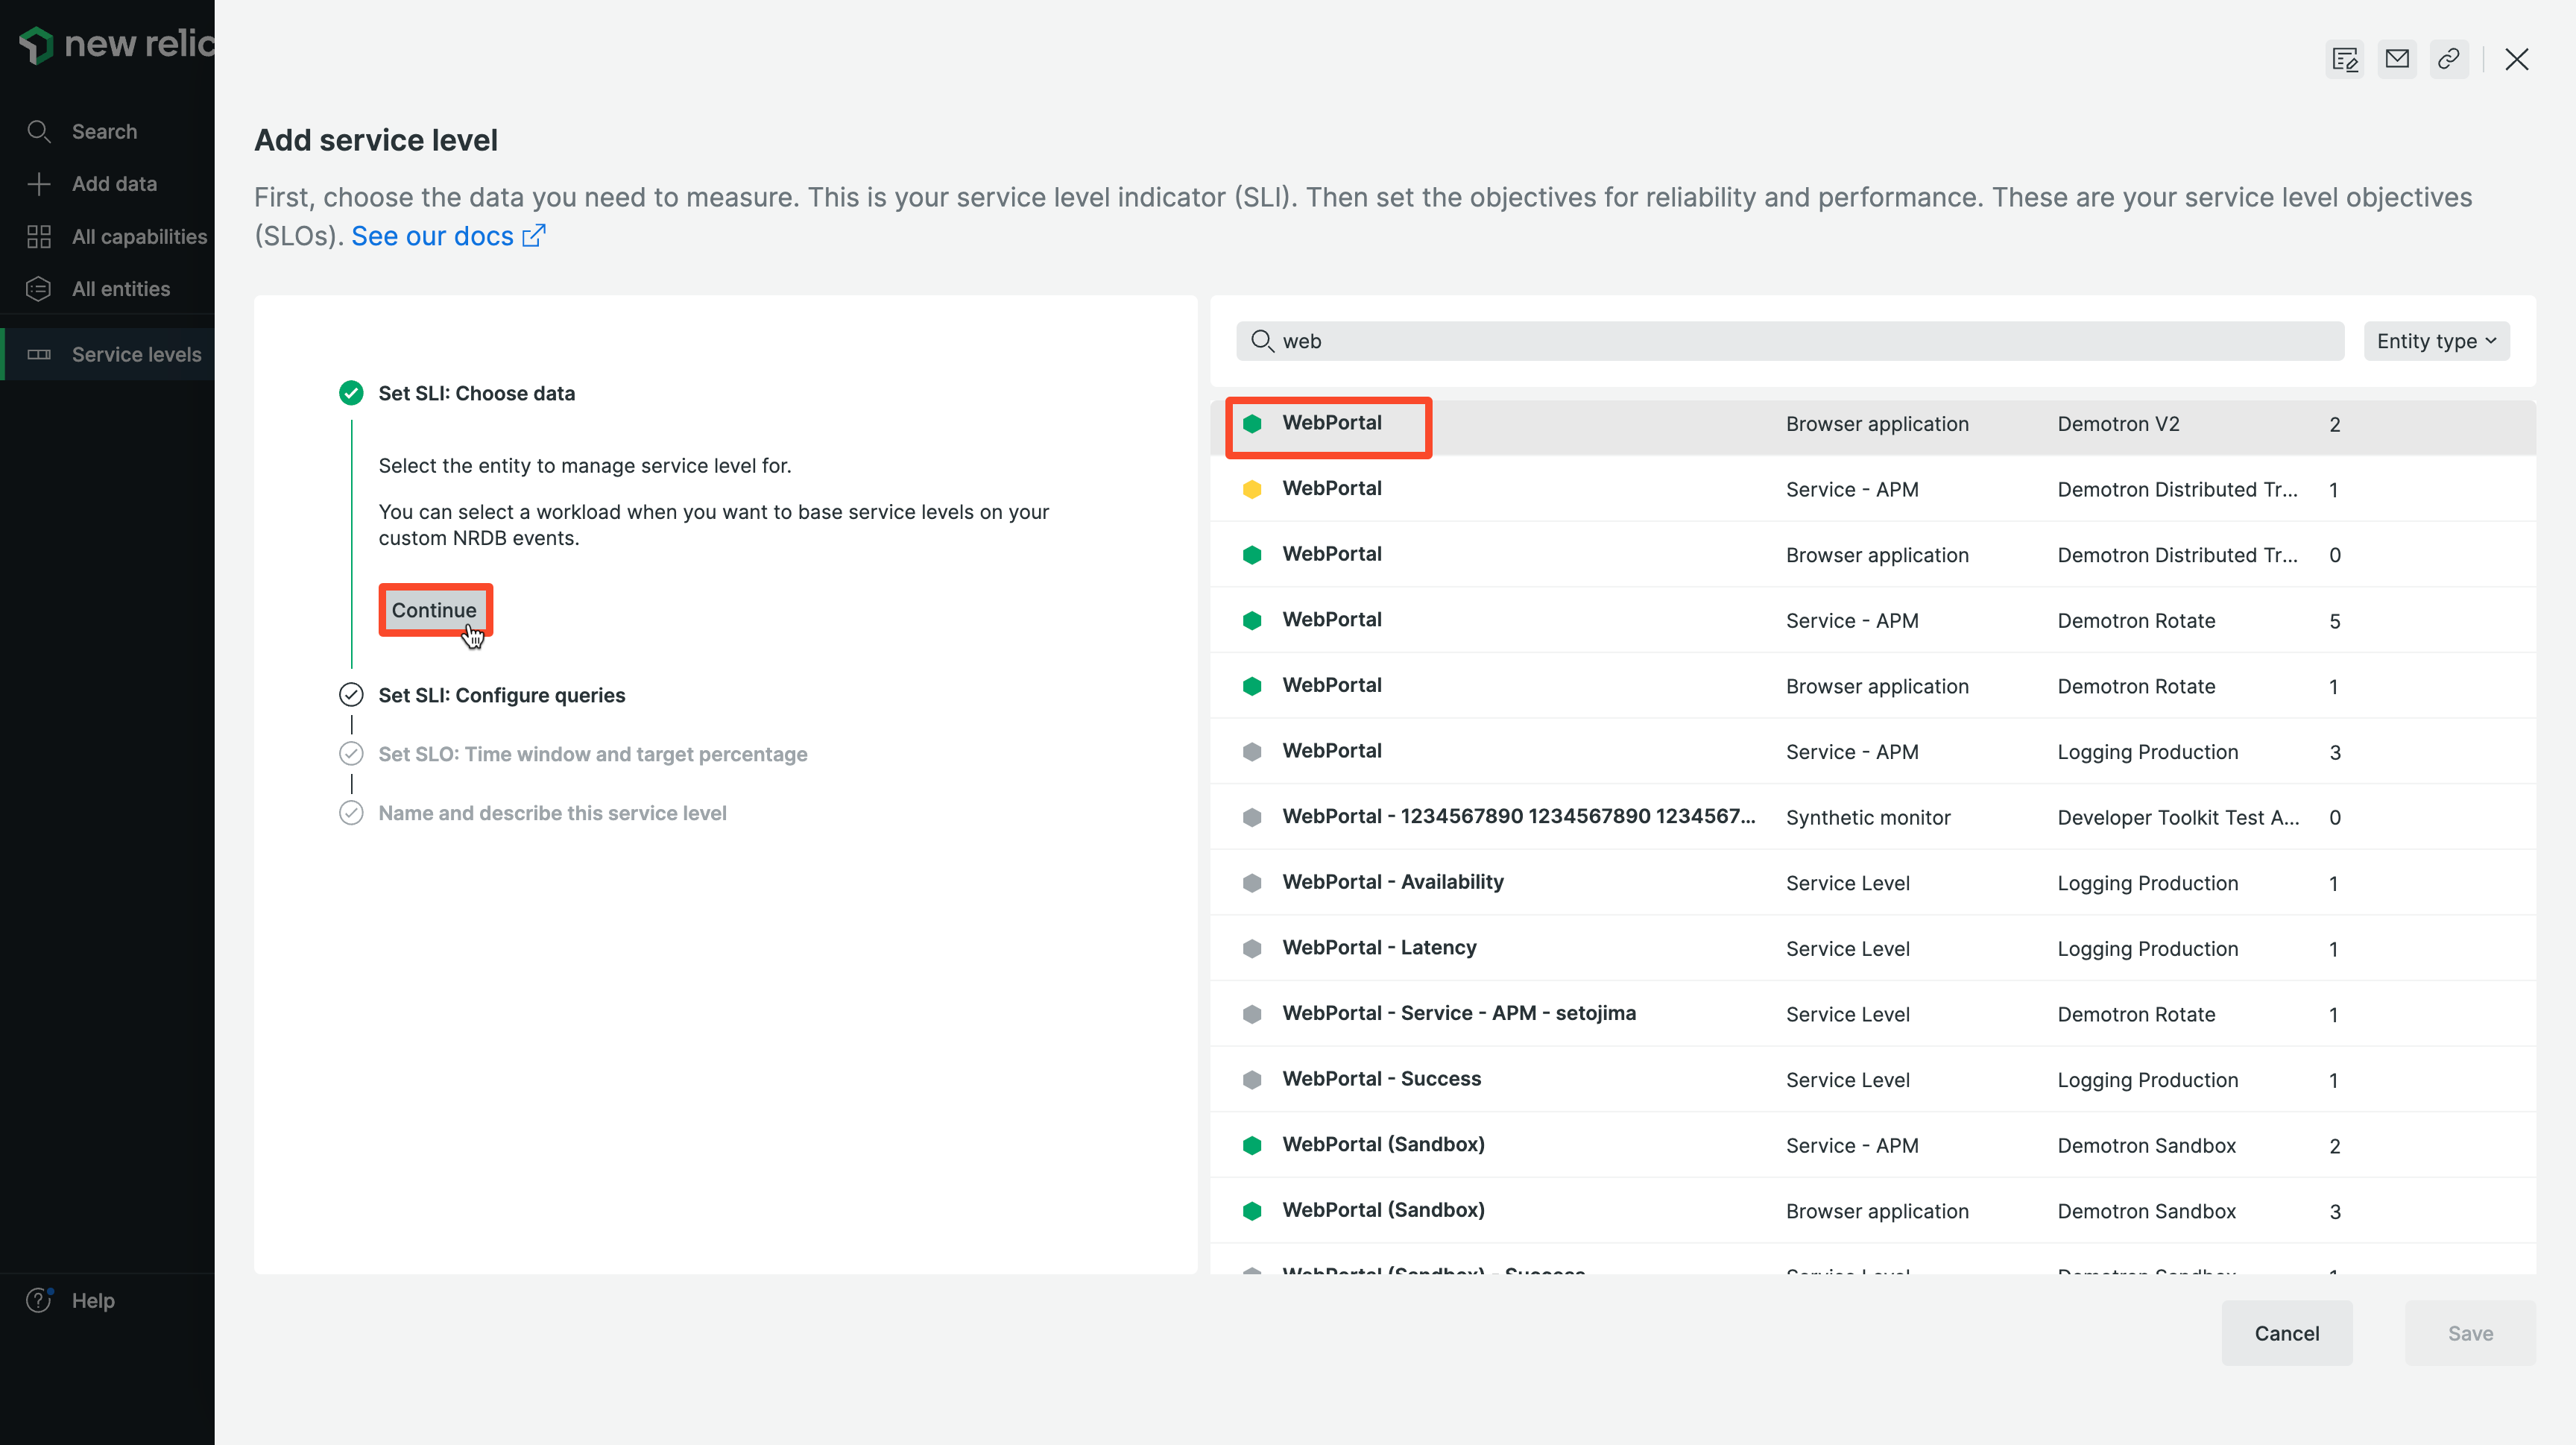 new relic
Search
Add data
All capabilities
All entities
Service levels
Help
Add service level
First, choose the data you need to measure. This is your service level indicator (SLI). Then set the objectives for reliability and performance. These are your service level objectives
(SLOs). See our docs
Set SLI: Choose data
Select the entity to manage service level for.
You can select a workload when you want to base service levels on your
custom NRDB events.
Continue
Set SLI: Configure queries
Set SLO: Time window and target percentage
Name and describe this service level
web
Entity type
WebPortal Browser application Demotron V2 2
WebPortal Service - APM Demotron Distributed Tr... 1
WebPortal Browser application Demotron Distributed Tr... 0
WebPortal Service - APM Demotron Rotate 5
WebPortal Browser application Demotron Rotate 1
WebPortal Service - APM Logging Production 3
WebPortal - 1234567890 1234567890 1234567... Synthetic monitor Developer Toolkit Test A... 0
WebPortal - Availability Service Level Logging Production 1
WebPortal - Latency Service Level Logging Production 1
WebPortal - Service - APM - setojima Service Level Demotron Rotate 1
WebPortal - Success Service Level Logging Production 1
WebPortal (Sandbox) Service - APM Demotron Sandbox 2
WebPortal (Sandbox) Browser application Demotron Sandbox 3
WebPortal (Sandbox) - Success Service Level Demotron Sandbox 1
Cancel
Save